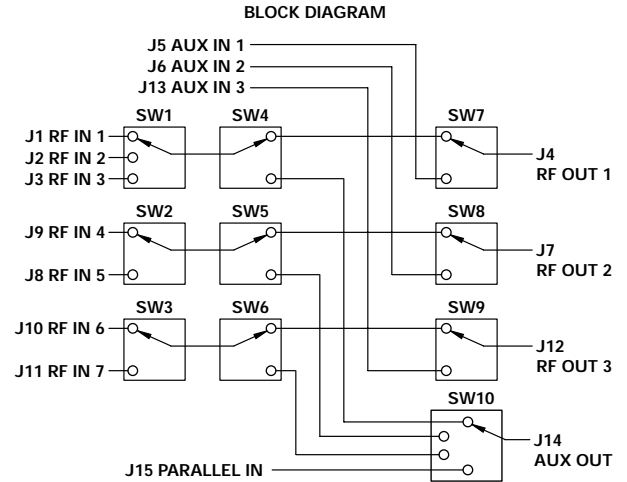 BLOCK DIAGRAM
J5 AUX IN 1
J6 AUX IN 2
J13 AUX IN 3
SW1
SW4
SW7
J1 RF IN 1
J2 RF IN 2
J3 RF IN 3
J4
RF OUT 1
SW2
SW5
SW8
J9 RF IN 4
J8 RF IN 5
J7
RF OUT 2
SW3
SW6
SW9
J10 RF IN 6
J11 RF IN 7
J12
RF OUT 3
SW10
J14
AUX OUT
J15 PARALLEL IN